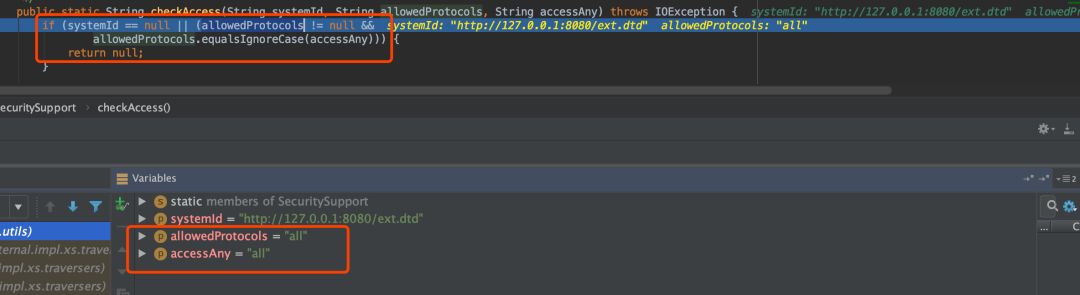 public static String checkAccess(String systemId, String allowedProtocols, String accessAny) throws IOException { systemId: "http://127.0.0.1:8080/ext.dtd" allowedP
if (systemId == null || (allowedProtocols != null && systemId: "http://127.0.0.1:8080/ext.dtd" allowedProtocols: "all"
allowedProtocols.equalsIgnoreCase(accessAny))) {
return null;
}
ecuritySupport › checkAccess()
Variables
static members of SecuritySupport
systemId = "http://127.0.0.1:8080/ext.dtd"
allowedProtocols = "all"
accessAny = "all"
.utils)
ternal.impl.xs.traver
impl.xs.traversers)
impl.xs.traversers)